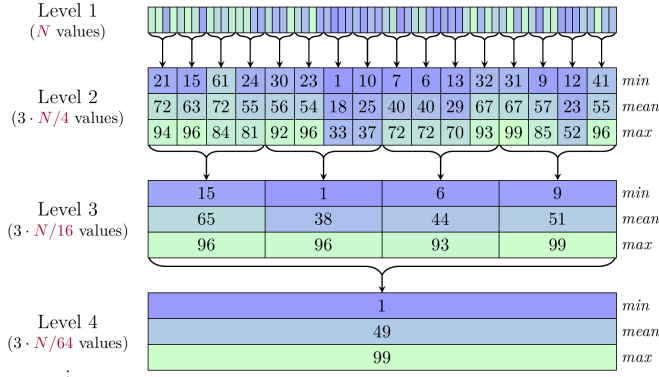 Level 1
(N values)
21 15 61 24 30 23 1 10 7 6 13 32 31 9 12 41 min
Level 2
72 63 72 55 56 54 18 25 40 40 29 67 67 57 23 55 mean
(3 · N/4 values)
94 96 84 81 92 96 33 37 72 72 70 93 99 85 52 96 max
15 1 6 9 min
Level 3
65 38 44 51 mean
(3 · N/16 values)
96 96 93 99 max
1 min
Level 4
49 mean
(3 · N/64 values)
99 max